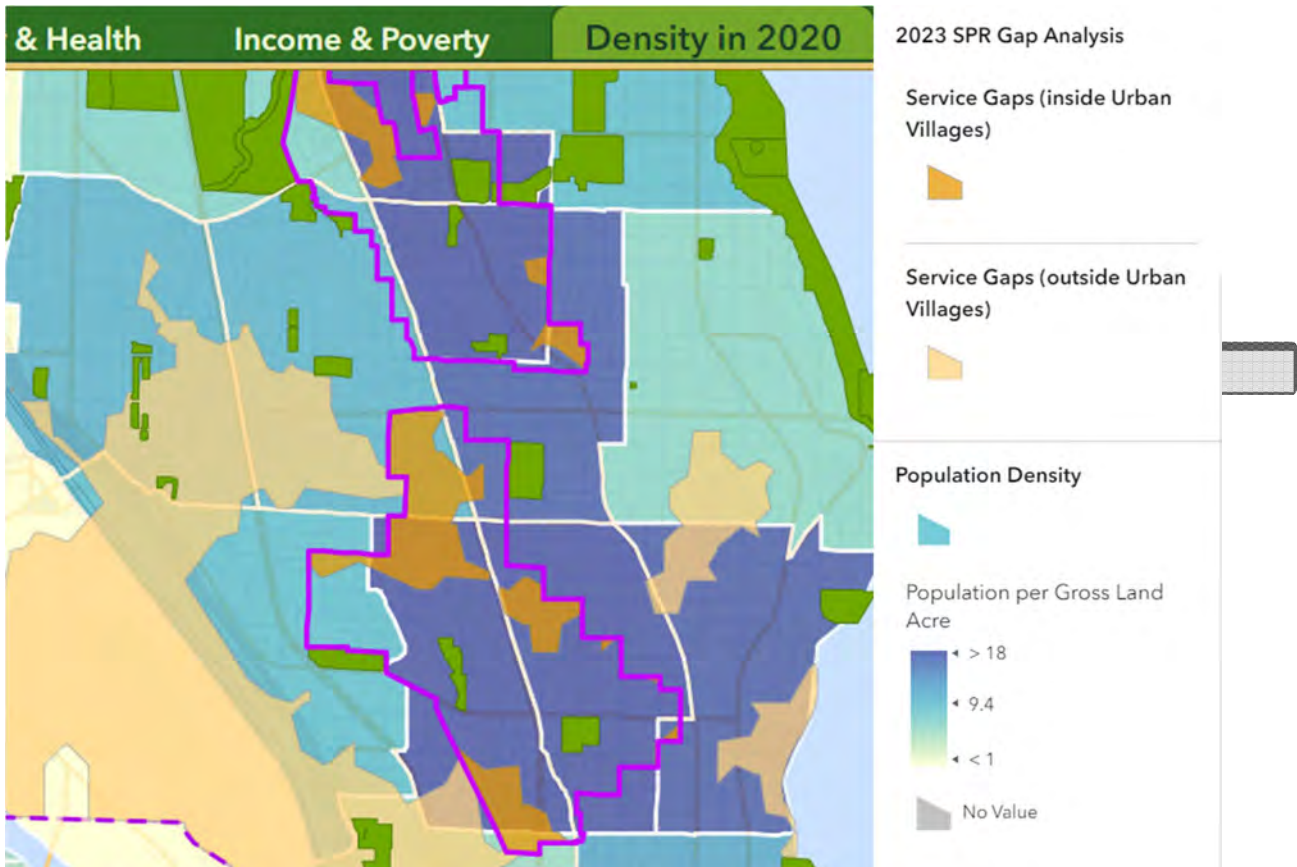 & Health
Income & Poverty
Density in 2020
2023 SPR Gap Analysis
Service Gaps (inside Urban
Villages)
Service Gaps (outside Urban
Villages)
Population Density
Population per Gross Land
Acre
> 18
9.4
< 1
No Value